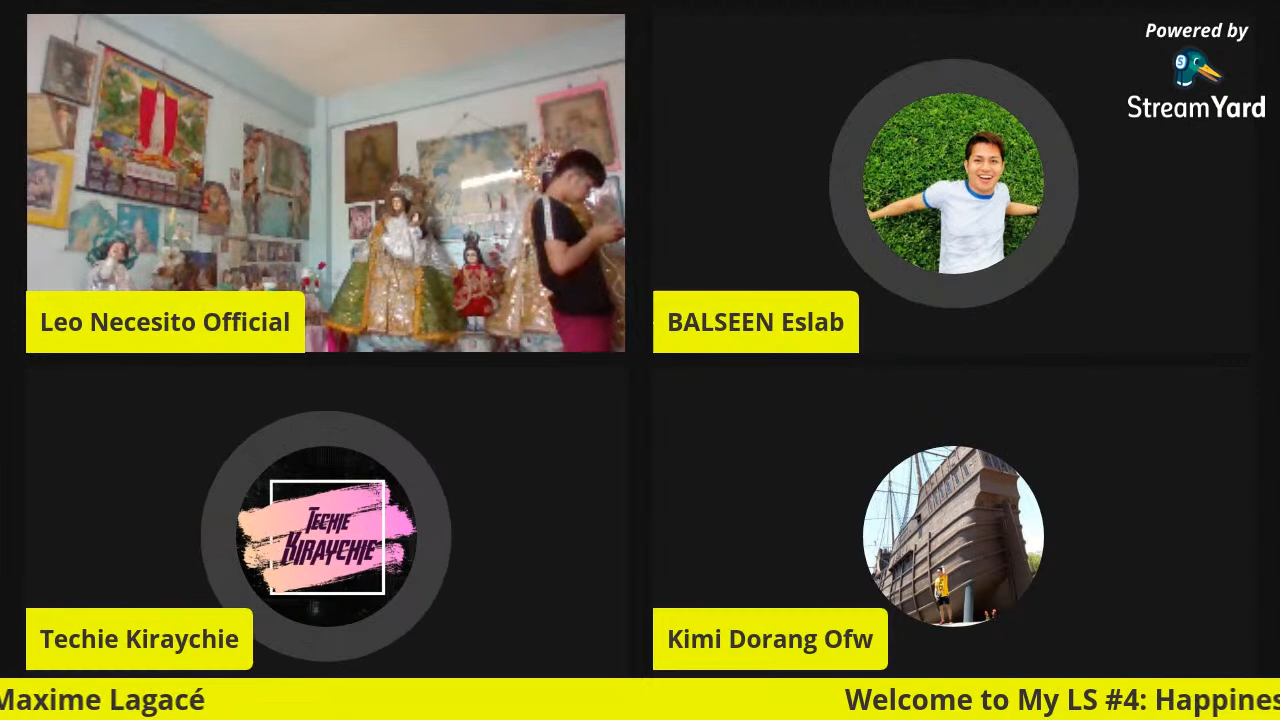 Powered by
StreamYard
Leo Necesito Official
BALSEEN Eslab
TECHIE
KIRAYCHIE
Techie Kiraychie
Kimi Dorang Ofw
Maxime Lagacé
Welcome to My LS #4: Happines